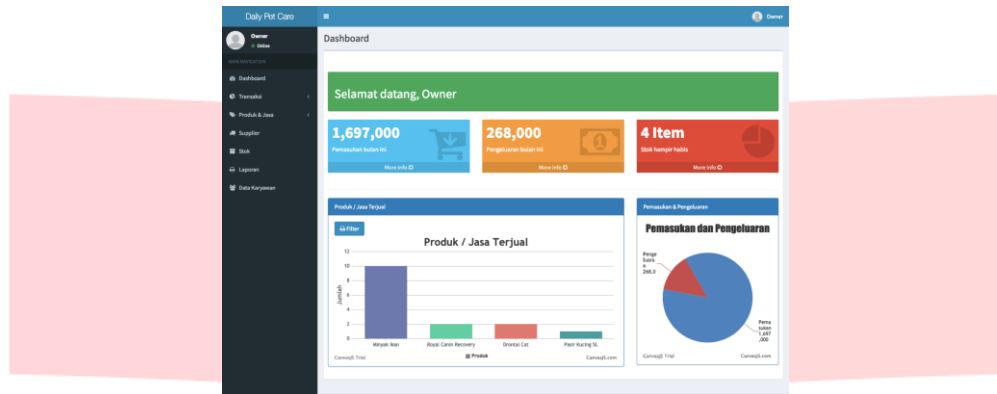 Daily Pet Care
Owner
Owner
Online
MAIN NAVIGATION
Dashboard
Transaksi
Produk & Jasa
Supplier
Stok
Laporan
Data Karyawan
Dashboard
Selamat datang, Owner
1,697,000
Pemasukan bulan ini
More info
268,000
Pengeluaran bulan ini
More info
4 Item
Stok hampir habis
More info
Produk / Jasa Terjual
Filter
Produk / Jasa Terjual
Jumlah
12
10
8
6
4
2
0
Minyak Ikan
Royal Canin Recovery
Drontal Cat
Pasir Kucing 5L
Produk
CanvasJS Trial
CanvasJS.com
Pemasukan & Pengeluaran
Pemasukan dan Pengeluaran
Penge
luara
n
268,0
Pema
sukan
1,697
,000
CanvasJS Trial
CanvasJS.com